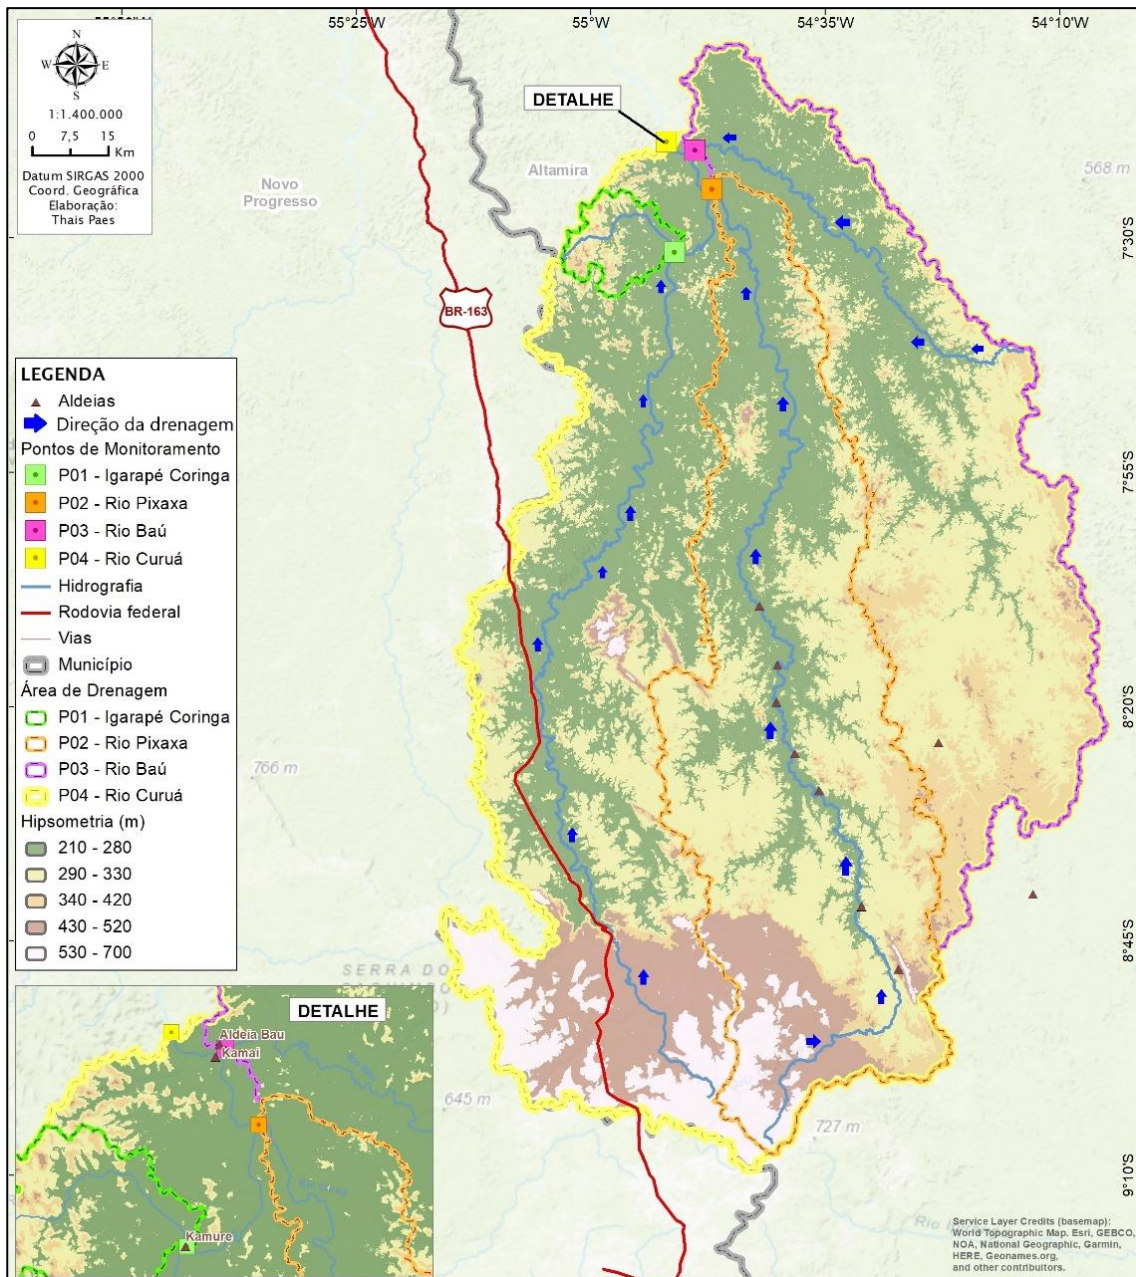 55°25'W
55°W
54°35'W
54°10'W
N
W
E
S
1:1.400.000
0 7,5 15
Km
Datum SIRGAS 2000
Coord. Geográfica
Elaboração:
Thais Paes
DETALHE
Altamira
Novo
Progresso
568 m
7°30'S
BR-163
LEGENDA
Aldeias
Direção da drenagem
Pontos de Monitoramento
P01 - Igarapé Coringa
P02 - Rio Pixaxa
P03 - Rio Baú
P04 - Rio Curuá
Hidrografia
Rodovia federal
Vias
Município
Área de Drenagem
P01 - Igarapé Coringa
P02 - Rio Pixaxa
P03 - Rio Baú
P04 - Rio Curuá
Hipsometria (m)
210 - 280
290 - 330
340 - 420
430 - 520
530 - 700
7°55'S
8°20'S
766 m
8°45'S
SERRA DO
645 m
727 m
9°10'S
DETALHE
Aldeia Bau
Kamai
Kamure
Service Layer Credits (basemap):
World Topographic Map. Esri, GEBCO,
NOA, National Geographic, Garmin,
HERE, Geonames.org,
and other contributors.